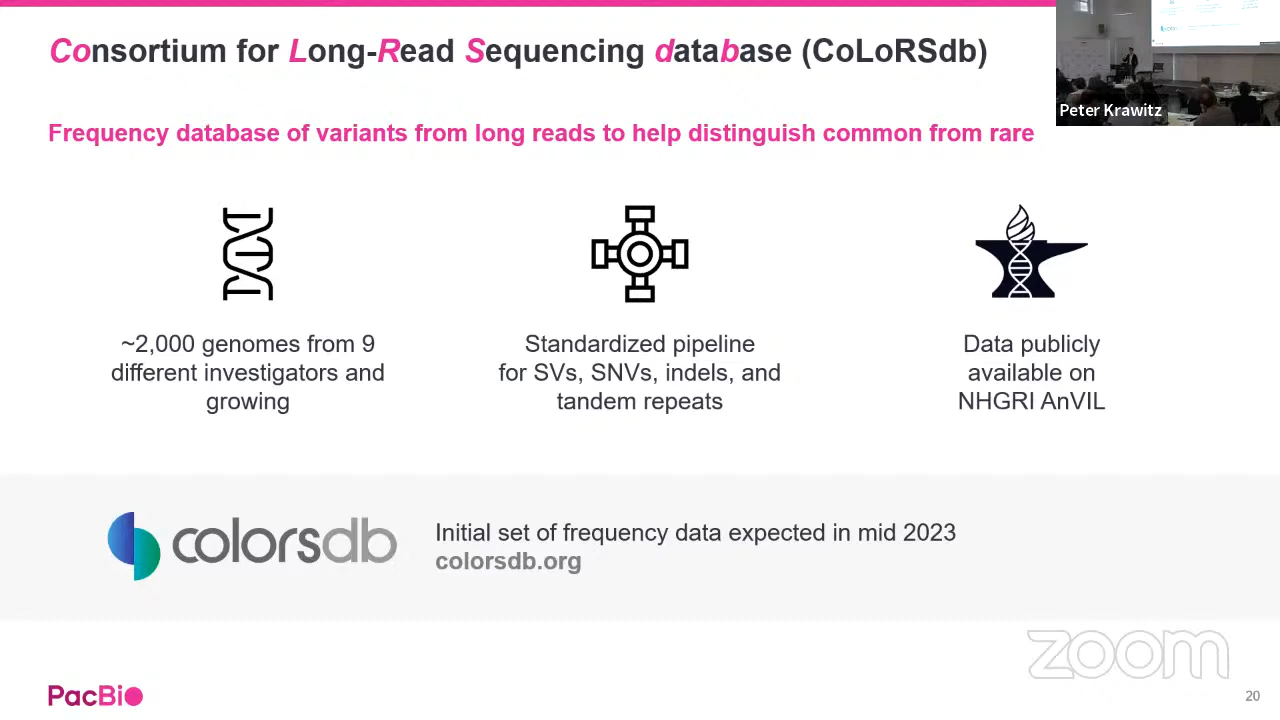 Consortium for Long-Read Sequencing database (CoLoRSdb)
Peter Krawitz
Frequency database of variants from long reads to help distinguish common from rare
~2,000 genomes from 9
different investigators and
growing
Standardized pipeline
for SVs, SNVs, indels, and
tandem repeats
Data publicly
available on
NHGRI AnVIL
colorsdb
Initial set of frequency data expected in mid 2023
colorsdb.org
zoom
PacBio
20